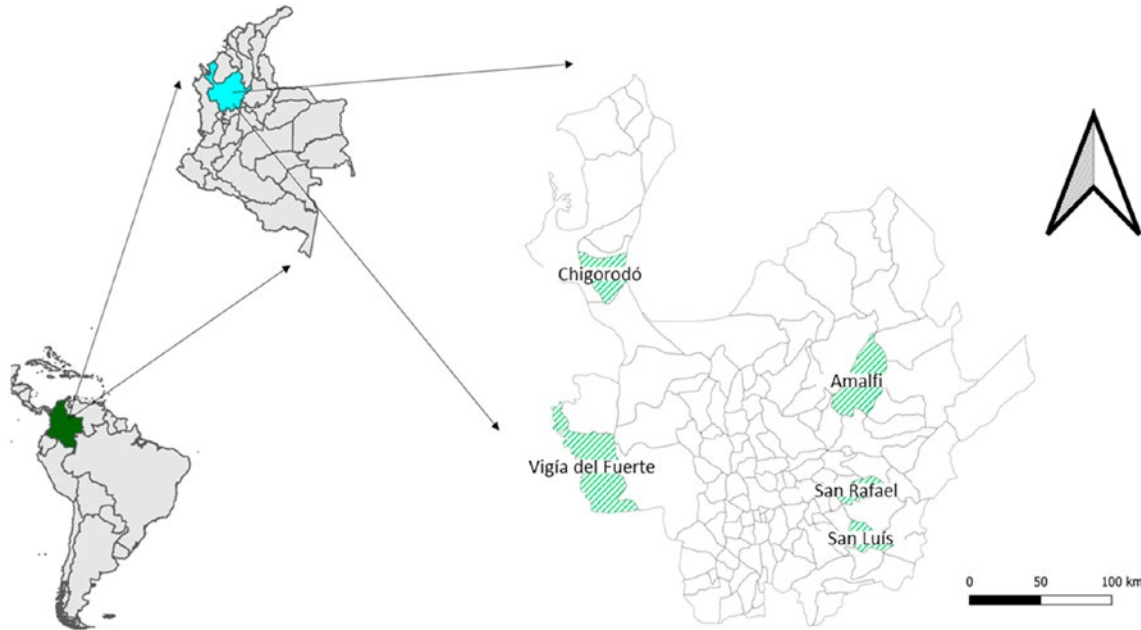 Chigorodó
Amalfi
Vigía del Fuerte
San Rafael
San Luís
0 50 100 km